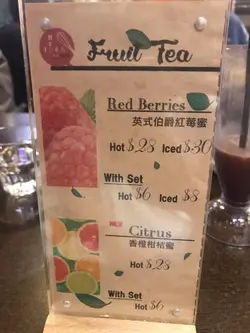 Fruit Tea
Red Berries
英式伯爵紅莓蜜
Hot $28 Iced $30
With Set
Hot $6 Iced $8
Citrus
香橙柑桔蜜
Hot $28
With Set
Hot $6